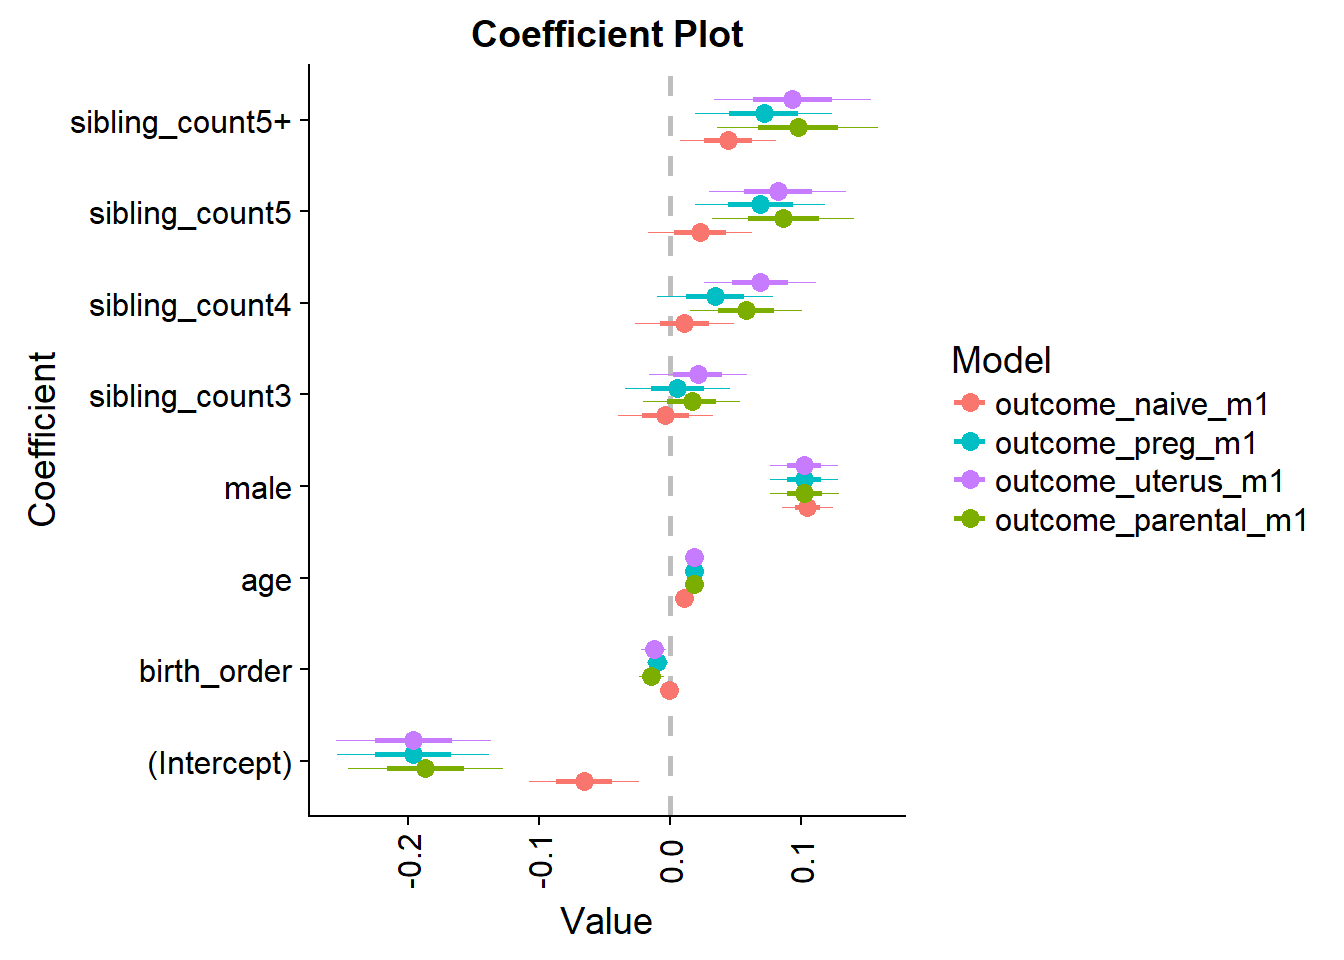 Coefficient Plot
sibling_count5+
sibling_count5
sibling_count4
sibling_count3
male
age
birth_order
(Intercept)
Coefficient
-0.2
-0.1
0.0
0.1
Value
Model
outcome_naive_m1
outcome_preg_m1
outcome_uterus_m1
outcome_parental_m1